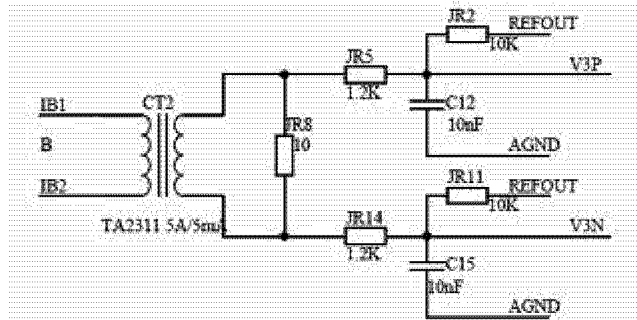 JR2 REFOUT
10K
JR5 V3P
1.2K
IB1 CT2 C12
10nF
JR8
B 10 AGND
IB2 JR11 REFOUT
10K
TA2311 5A/5mA JR14 V3N
1.2K
C15
10nF
AGND